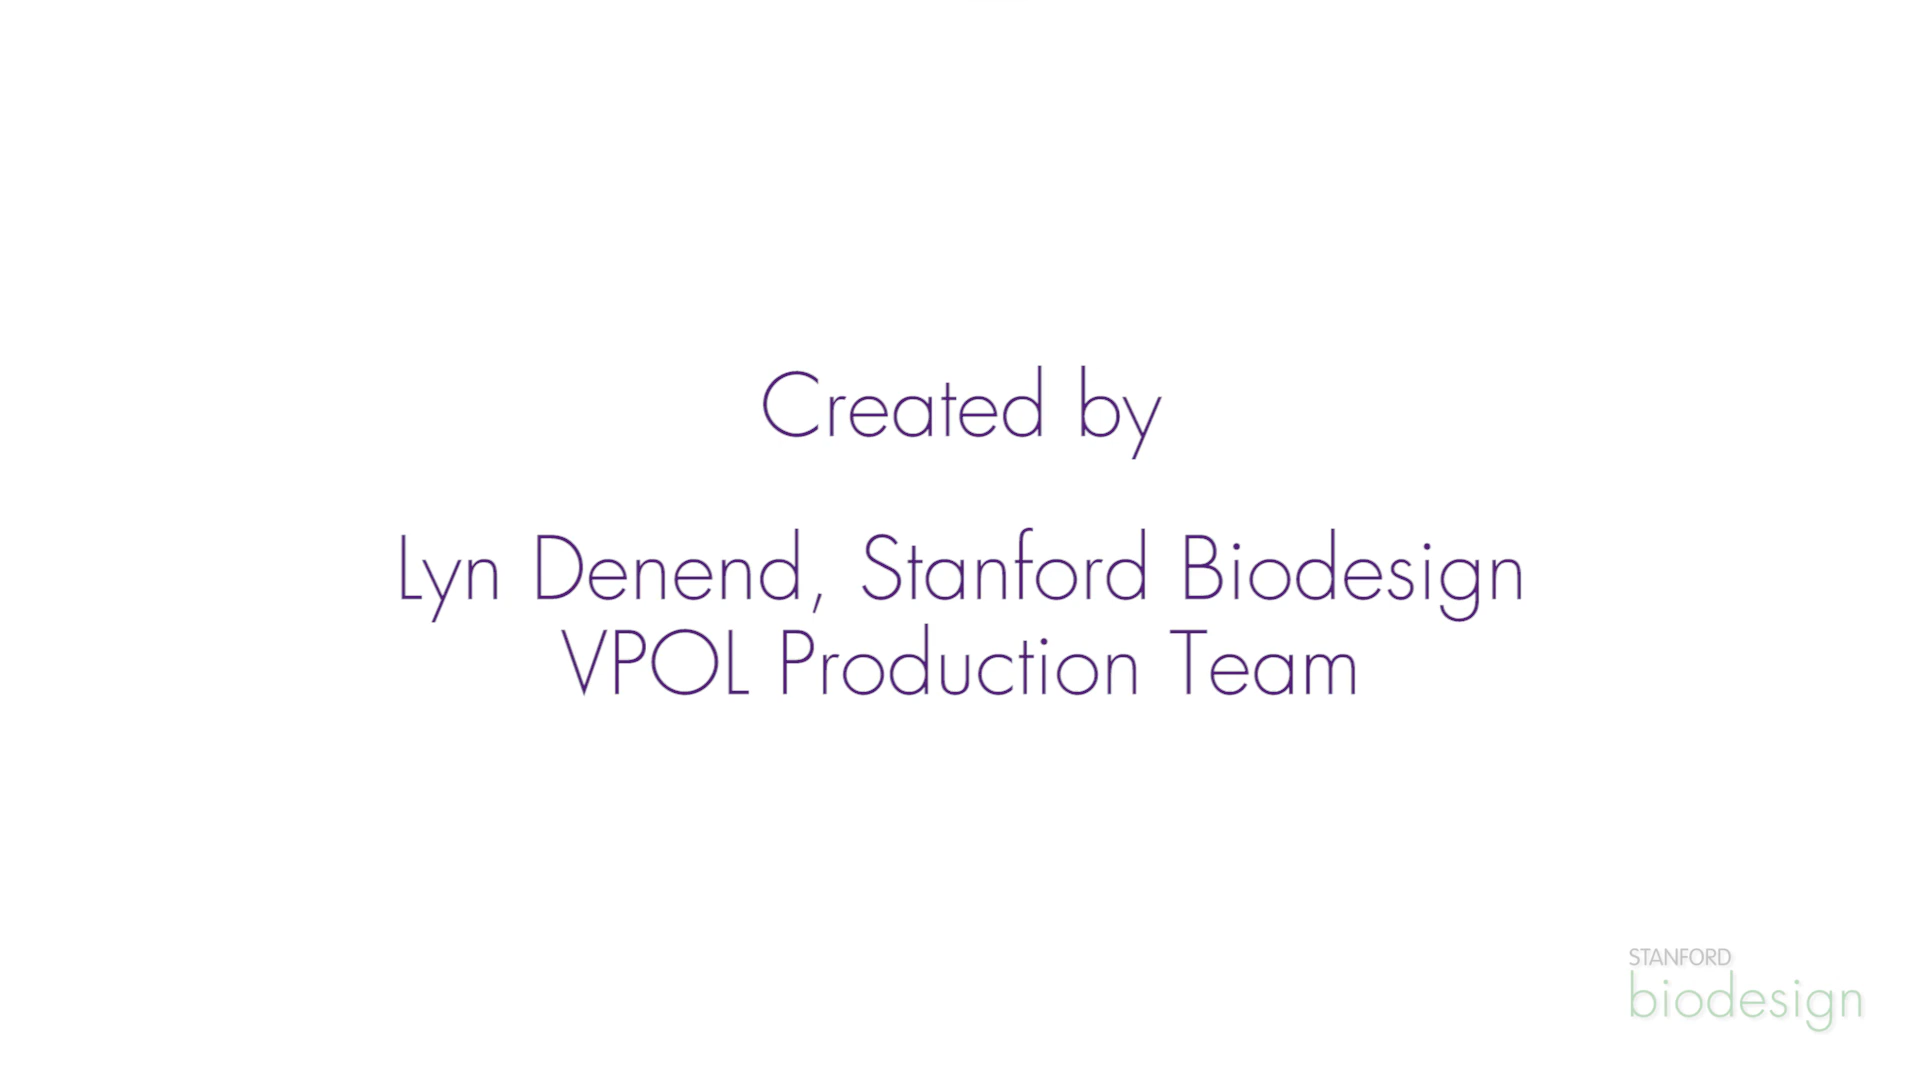 Created by
Lyn Denend, Stanford Biodesign
VPOL Production Team
STANFORD
biodesign